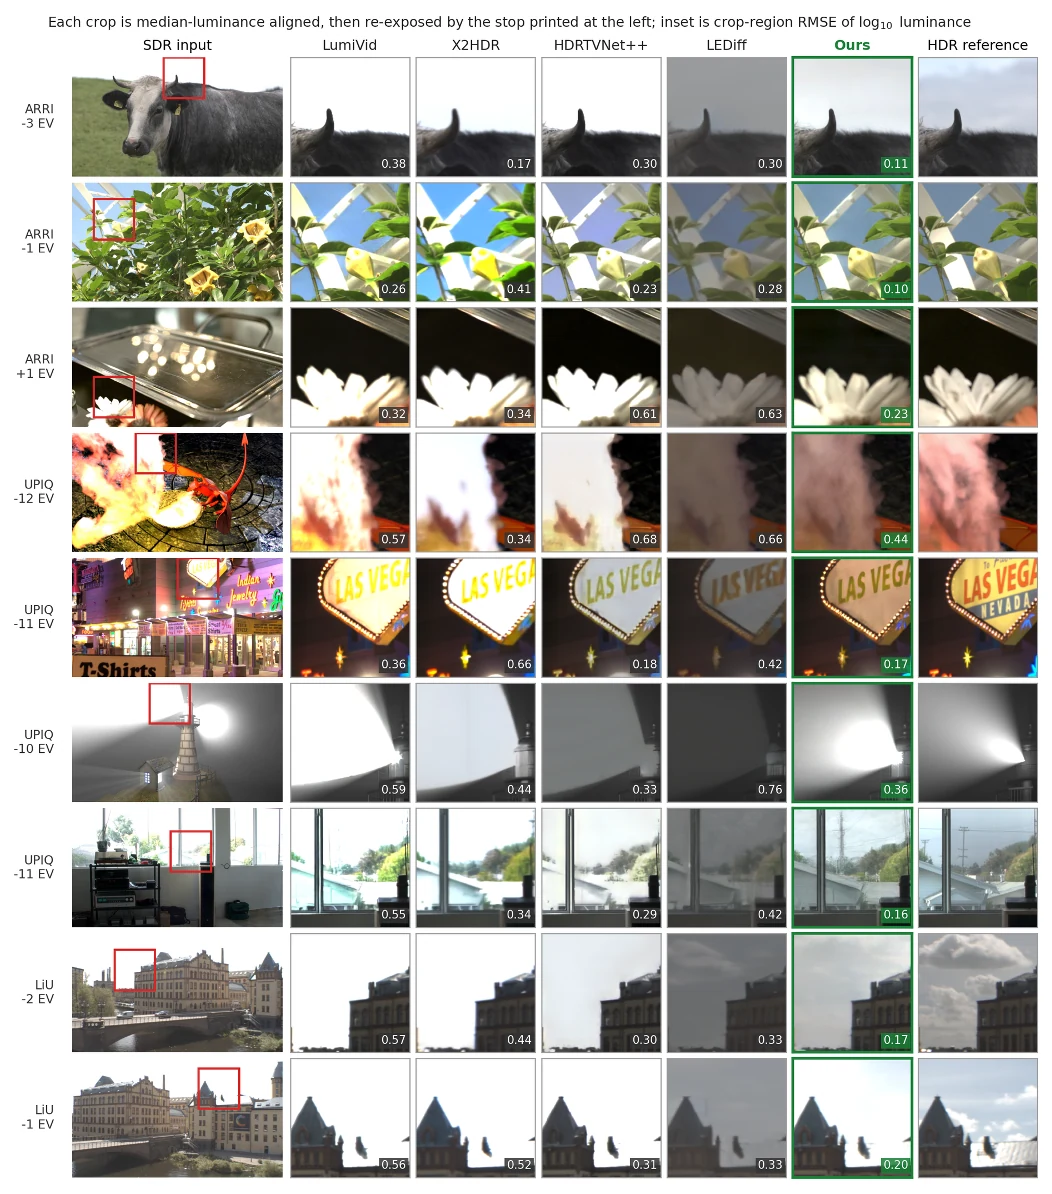 Each crop is median-luminance aligned, then re-exposed by the stop printed at the left; inset is crop-region RMSE of log10 luminance
SDR input LumiVid X2HDR HDRTVNet++ LEDiff Ours HDR reference
ARRI
-3 EV
0.38 0.17 0.30 0.30 0.11
ARRI
-1 EV
0.26 0.41 0.23 0.28 0.10
ARRI
+1 EV
0.32 0.34 0.61 0.63 0.23
UPIQ
-12 EV
0.57 0.34 0.68 0.66 0.44
UPIQ
-11 EV
Indian
Jewelry
T-Shirts
LAS VEGA
LAS VEGA
LAS VEGA
LAS VEGA
LAS VEGA
LAS VEGA
NEVADA
0.36 0.66 0.18 0.42 0.17
UPIQ
-10 EV
0.59 0.44 0.33 0.76 0.36
UPIQ
-11 EV
0.55 0.34 0.29 0.42 0.16
LiU
-2 EV
0.57 0.44 0.30 0.33 0.17
LiU
-1 EV
0.56 0.52 0.31 0.33 0.20